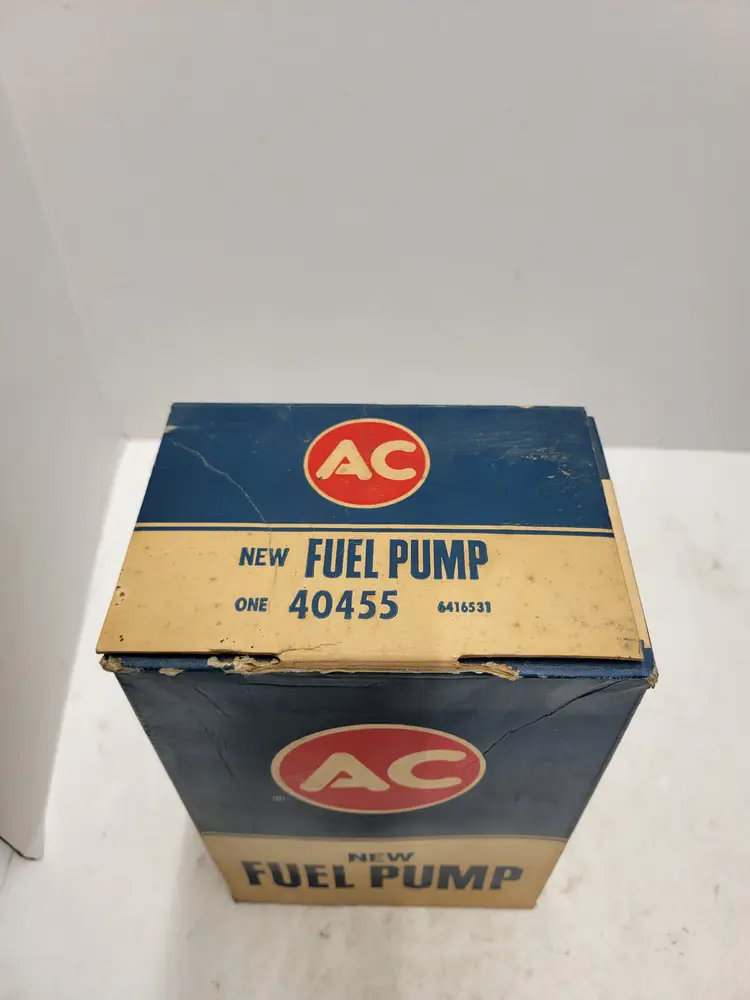 AC
NEW FUEL PUMP
ONE 40455 6416531
AC
NEW
FUEL PUMP